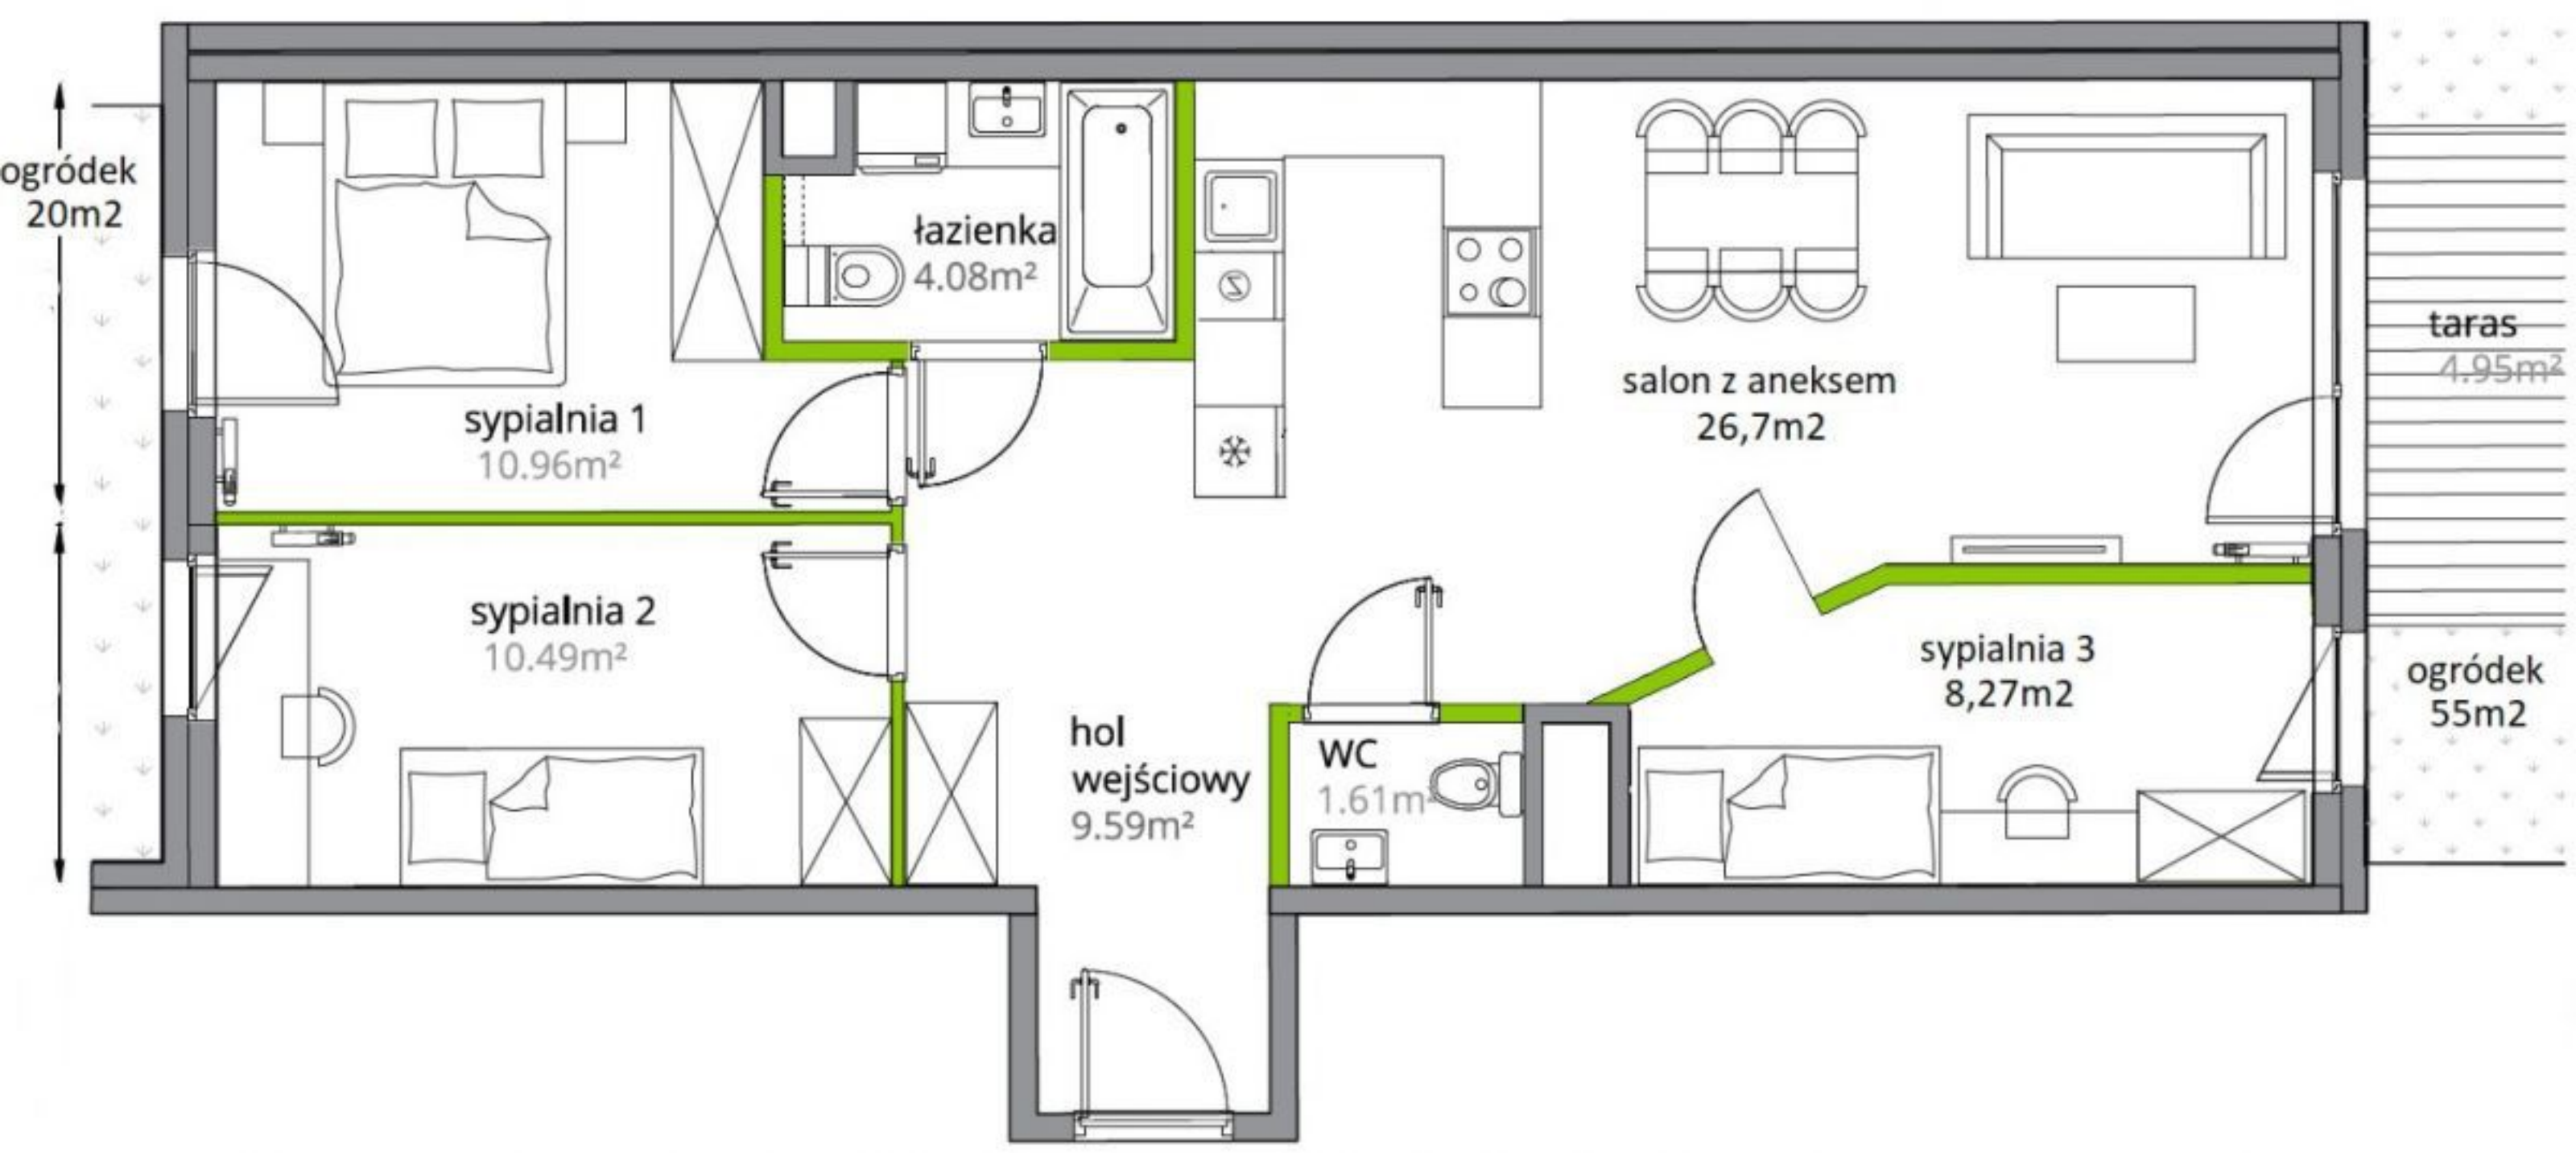 ogródek
20m2
sypialnia 1
10.96m²
łazienka
4.08m²
salon z aneksem
26,7m2
taras
4.95m²
sypialnia 2
10.49m²
hol
wejściowy
9.59m²
WC
1.61m²
sypialnia 3
8,27m2
ogródek
55m2
Z